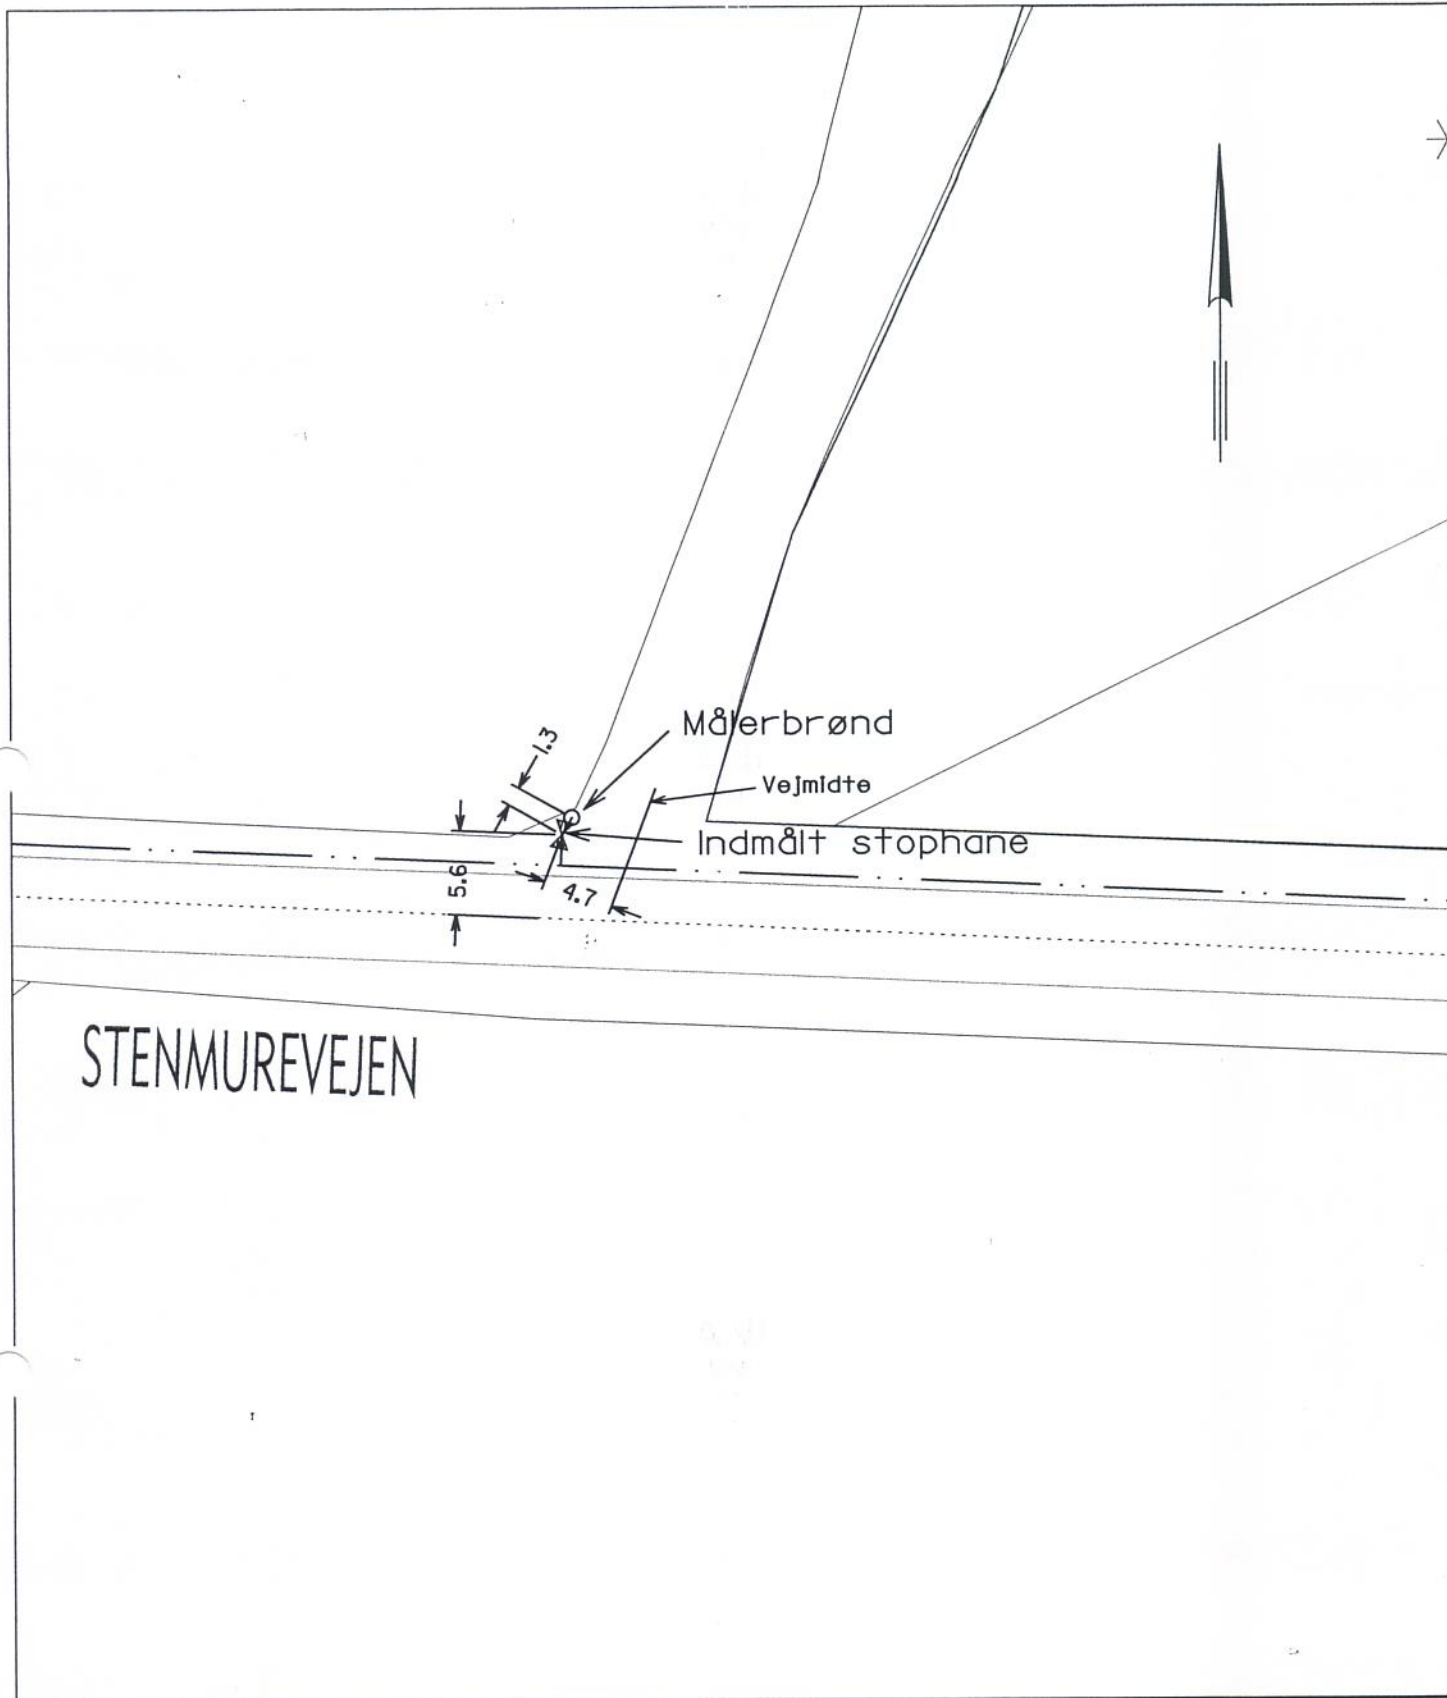 Målerbrønd
1.3
Vejmidte
Indmålt stophane
5.6
4.7
STENMUREVEJEN